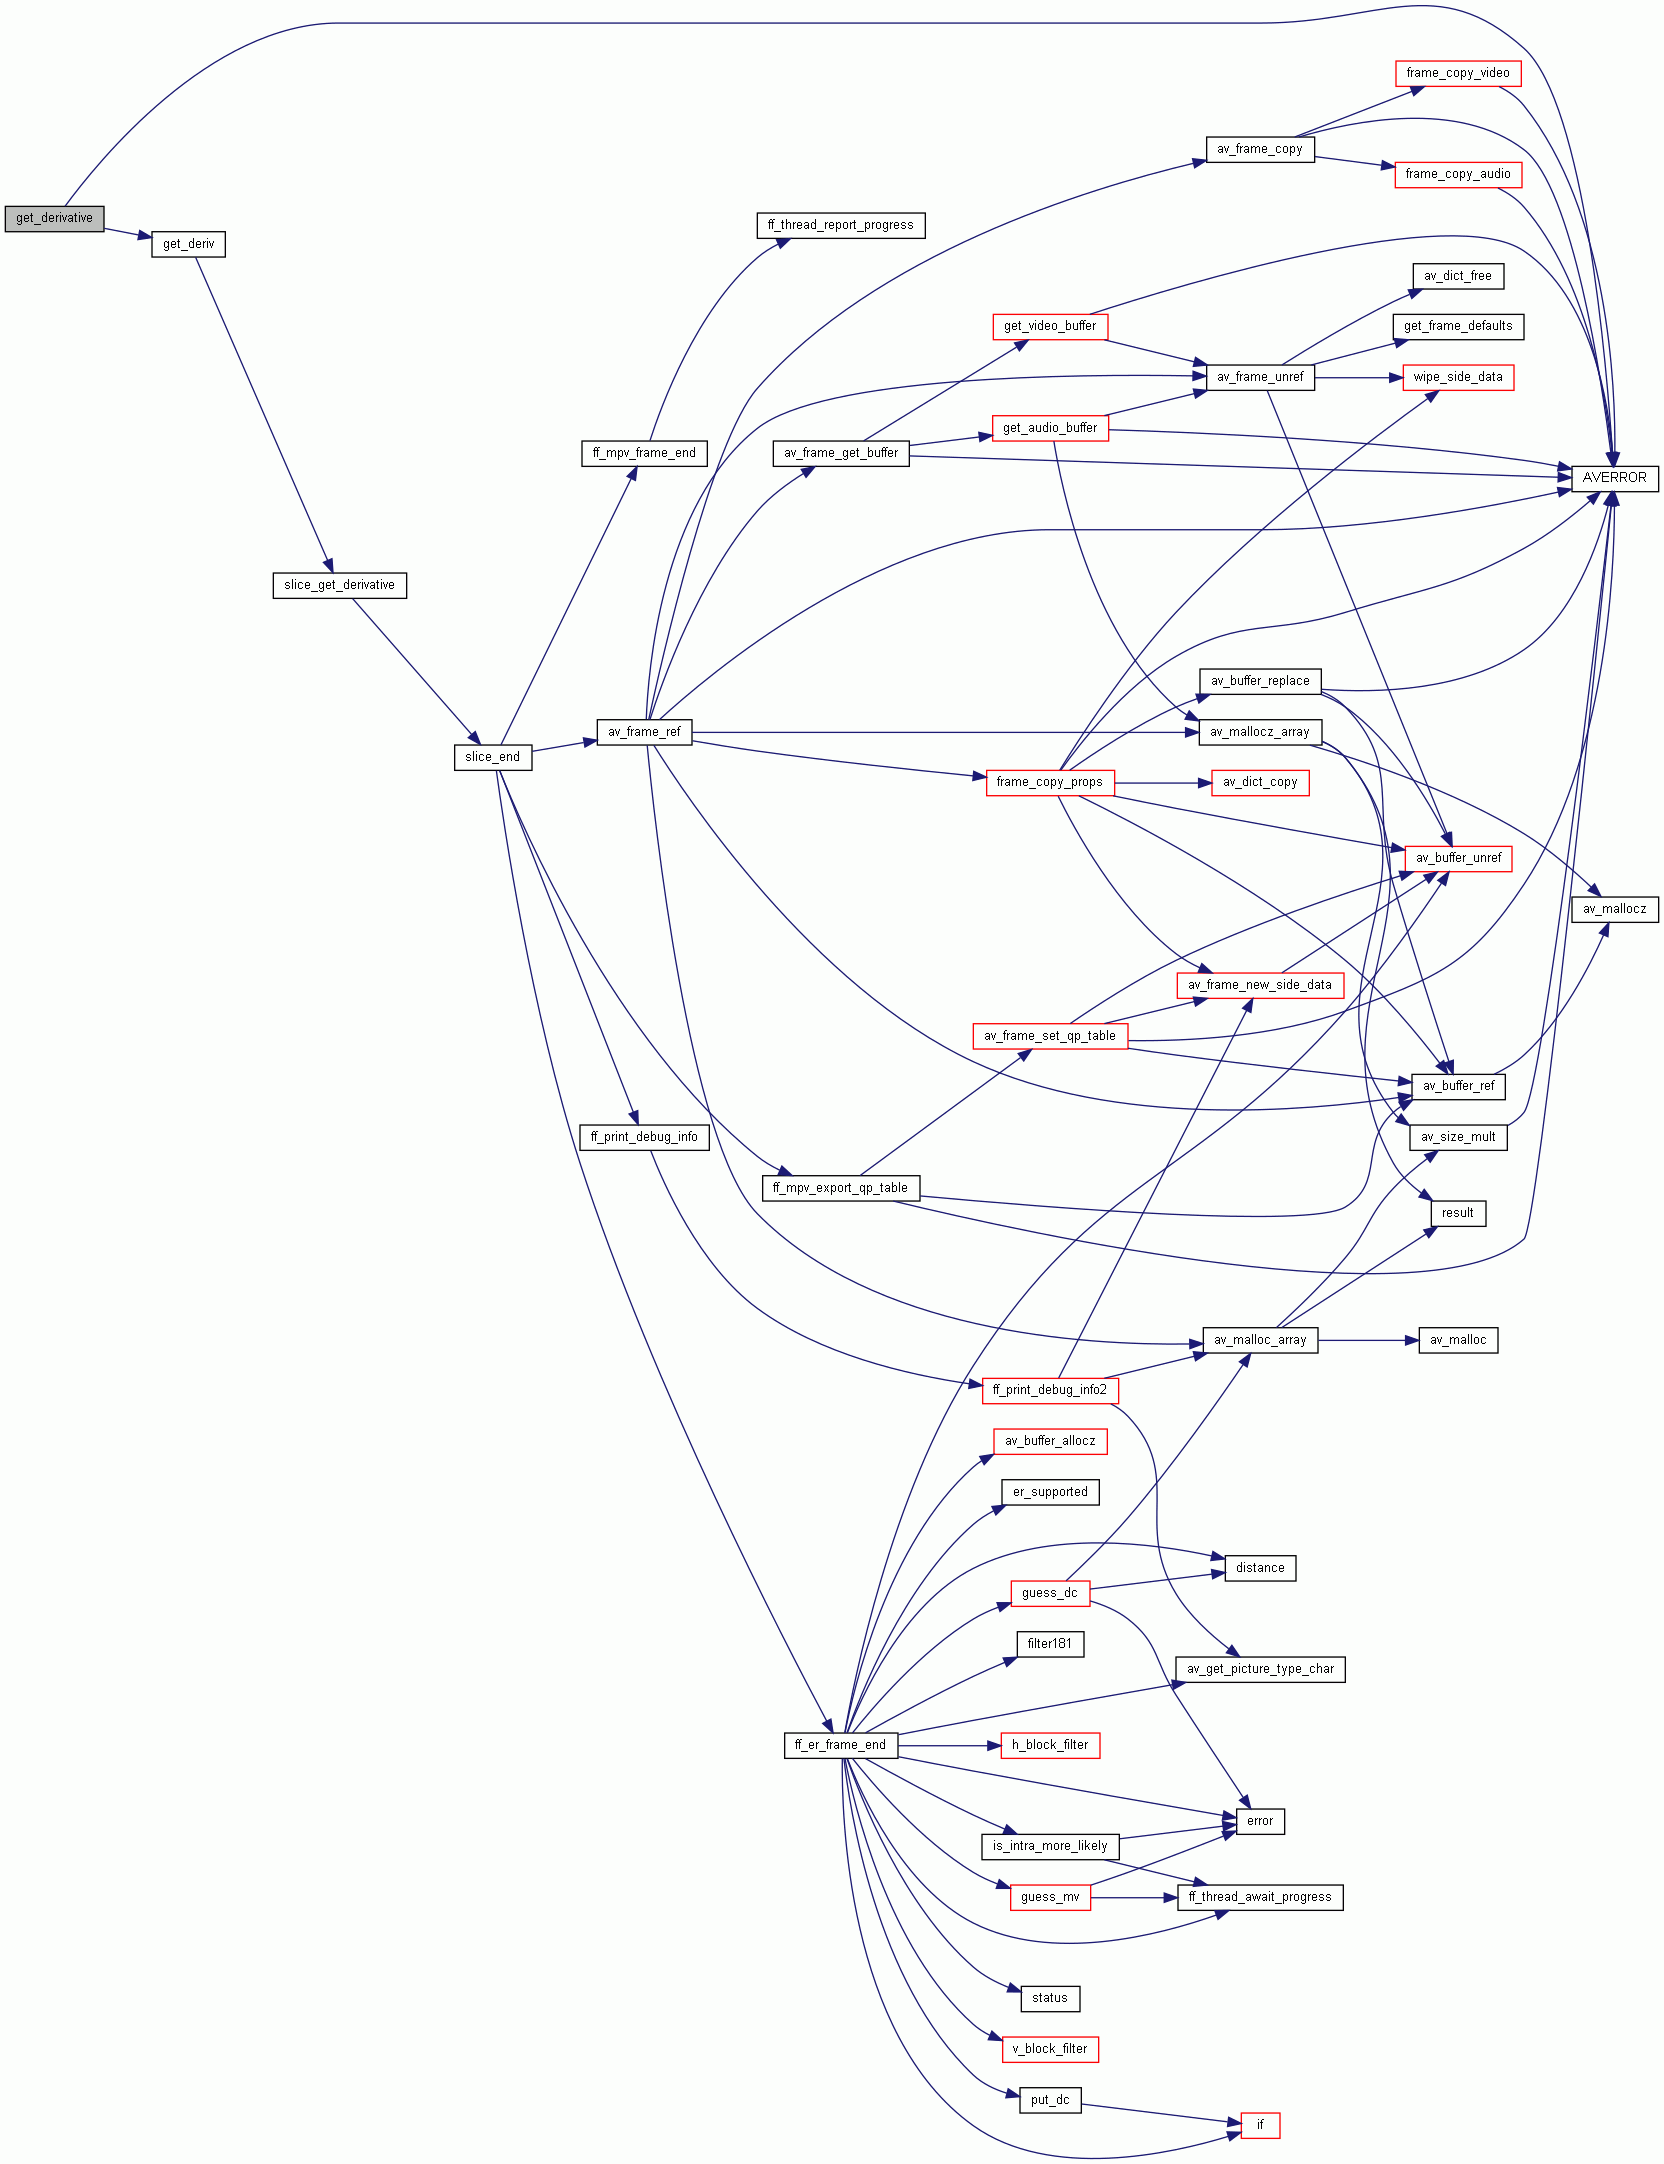 frame_copy_video
av_frame_copy
frame_copy_audio
get_derivative
ff_thread_report_progress
get_deriv
av_dict_free
get_video_buffer
get_frame_defaults
av_frame_unref
wipe_side_data
get_audio_buffer
ff_mpv_frame_end
av_frame_get_buffer
AVERROR
slice_get_derivative
av_buffer_replace
av_frame_ref
av_mallocz_array
slice_end
frame_copy_props
av_dict_copy
av_buffer_unref
av_mallocz
av_frame_new_side_data
av_frame_set_qp_table
av_buffer_ref
ff_print_debug_info
av_size_mult
ff_mpv_export_qp_table
result
av_malloc_array
av_malloc
ff_print_debug_info2
av_buffer_allocz
er_supported
distance
guess_dc
filter181
av_get_picture_type_char
ff_er_frame_end
h_block_filter
error
is_intra_more_likely
guess_mv
ff_thread_await_progress
status
v_block_filter
put_dc
if